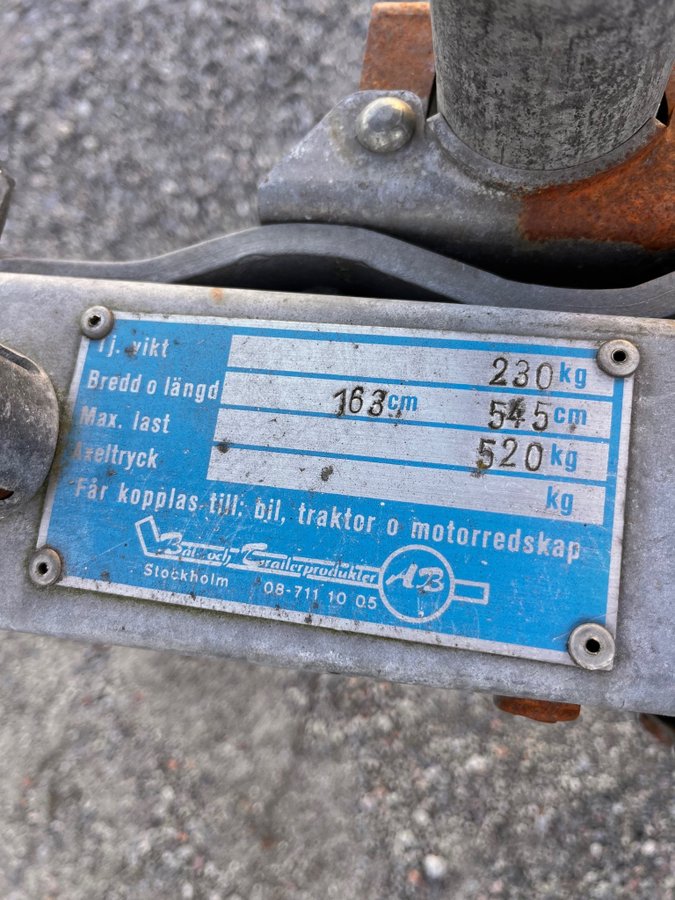 Tj. vikt 230 kg
Bredd o längd 163 cm 545 cm
Max. last 520 kg
Axeltryck kg
Får kopplas till: bil, traktor o motorredskap
Båt- och Trailerprodukter AB
Stockholm 08-711 10 05